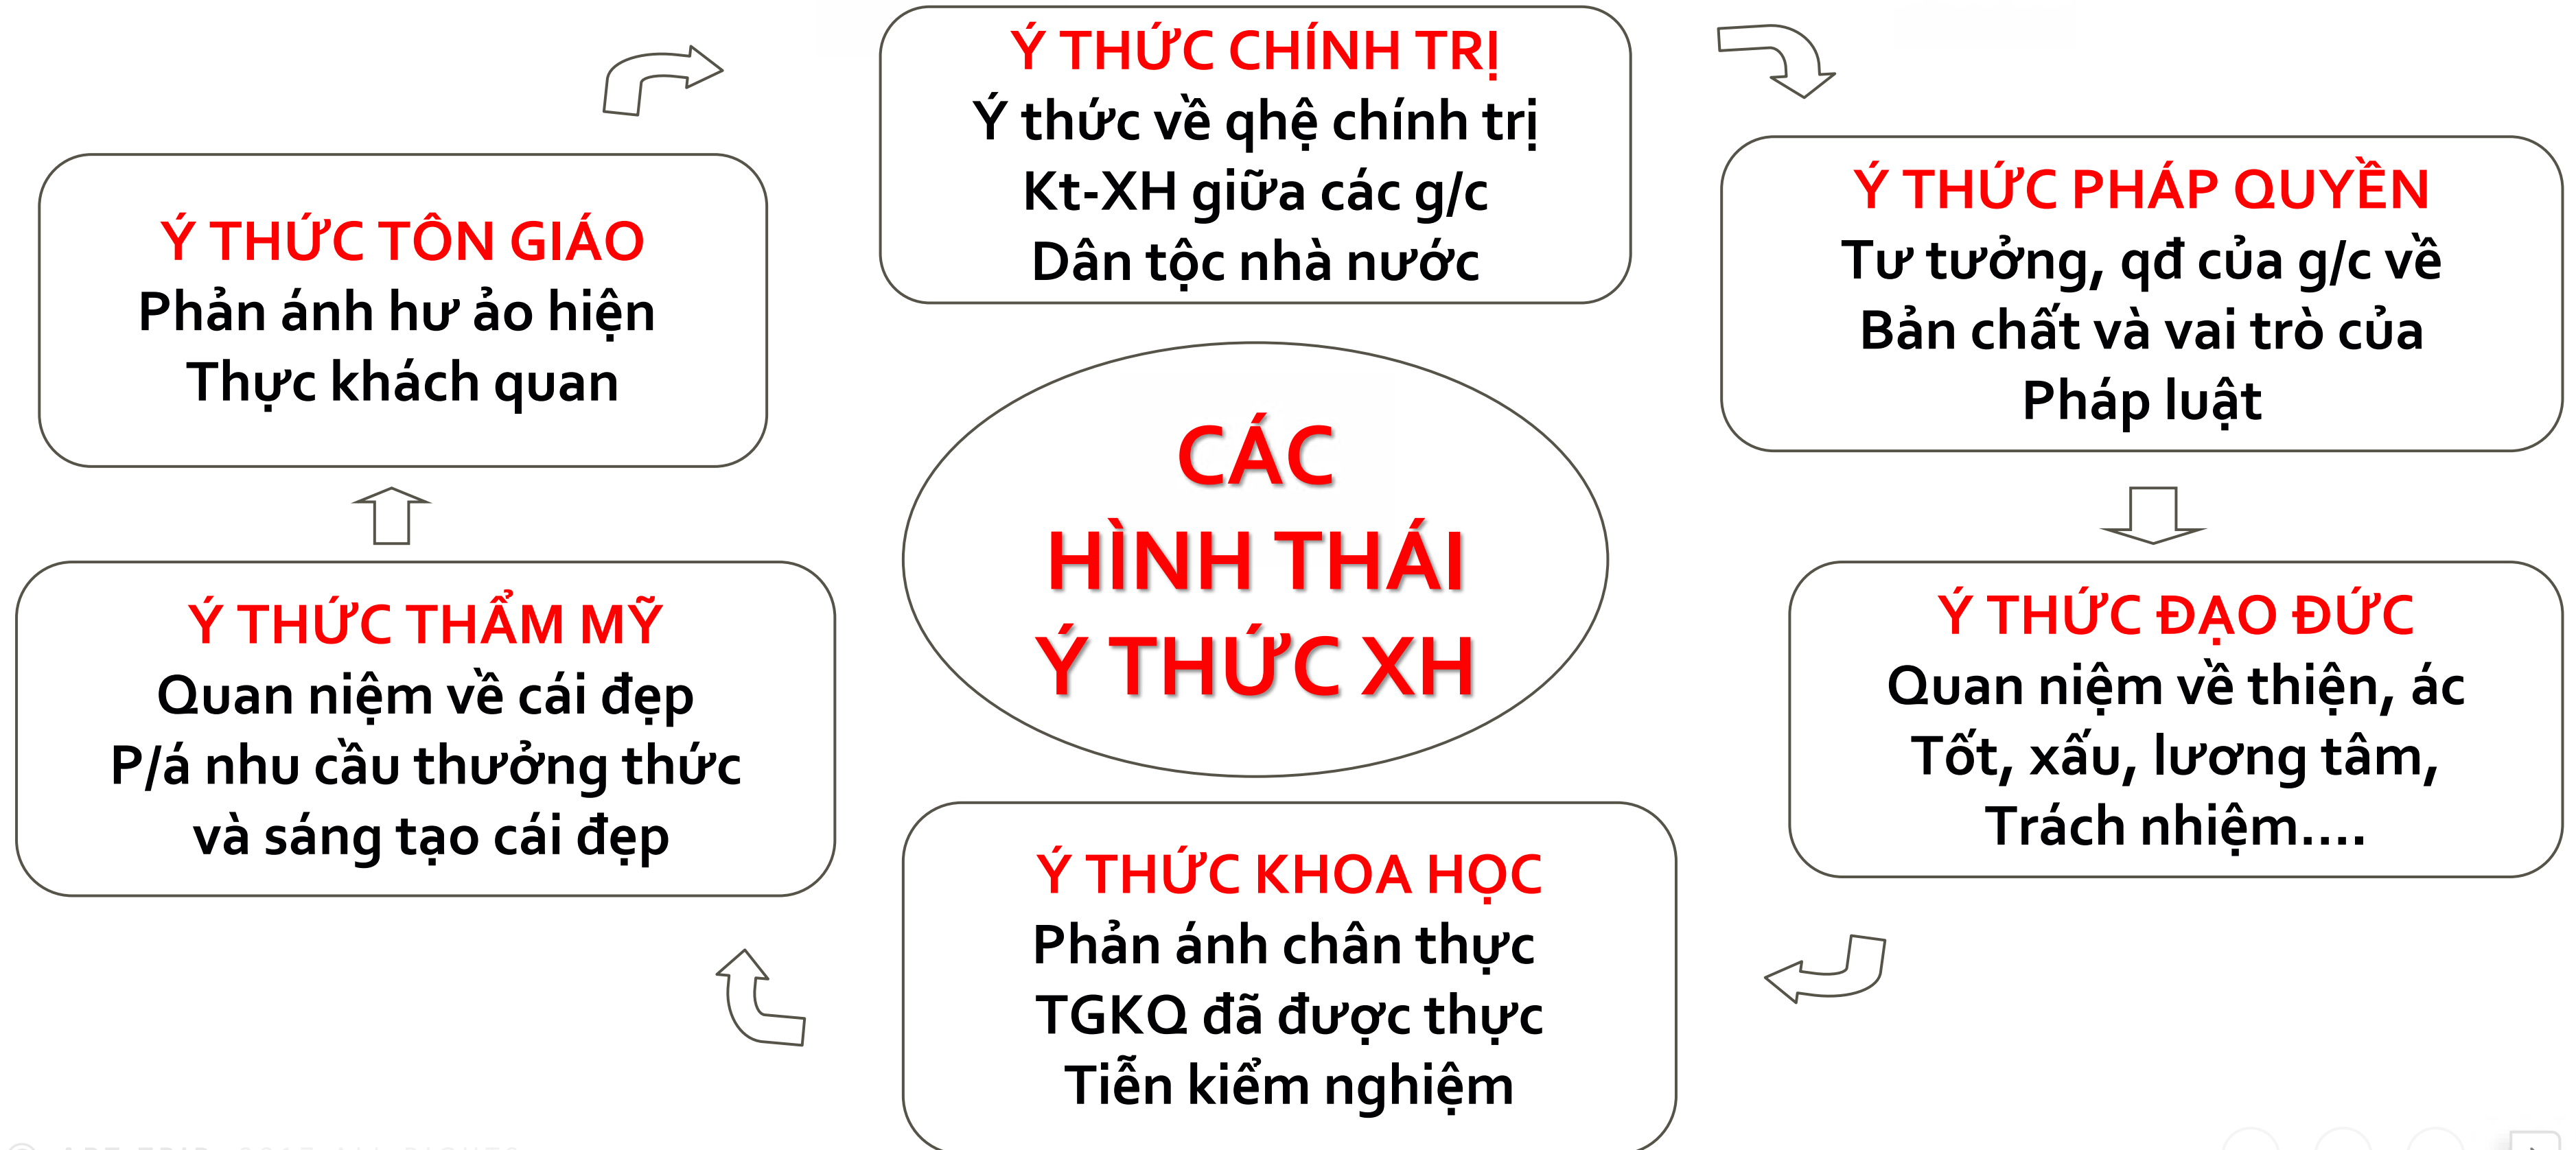 Ý THỨC CHÍNH TRỊ
Ý thức về qhệ chính trị
Kt-XH giữa các g/c
Dân tộc nhà nước
Ý THỨC PHÁP QUYỀN
Tư tưởng, qđ của g/c về
Bản chất và vai trò của
Pháp luật
Ý THỨC ĐẠO ĐỨC
Quan niệm về thiện, ác
Tốt, xấu, lương tâm,
Trách nhiệm....
Ý THỨC KHOA HỌC
Phản ánh chân thực
TGKQ đã được thực
Tiễn kiểm nghiệm
Ý THỨC THẨM MỸ
Quan niệm về cái đẹp
P/á nhu cầu thưởng thức
và sáng tạo cái đẹp
Ý THỨC TÔN GIÁO
Phản ánh hư ảo hiện
Thực khách quan
CÁC
HÌNH THÁI
Ý THỨC XH